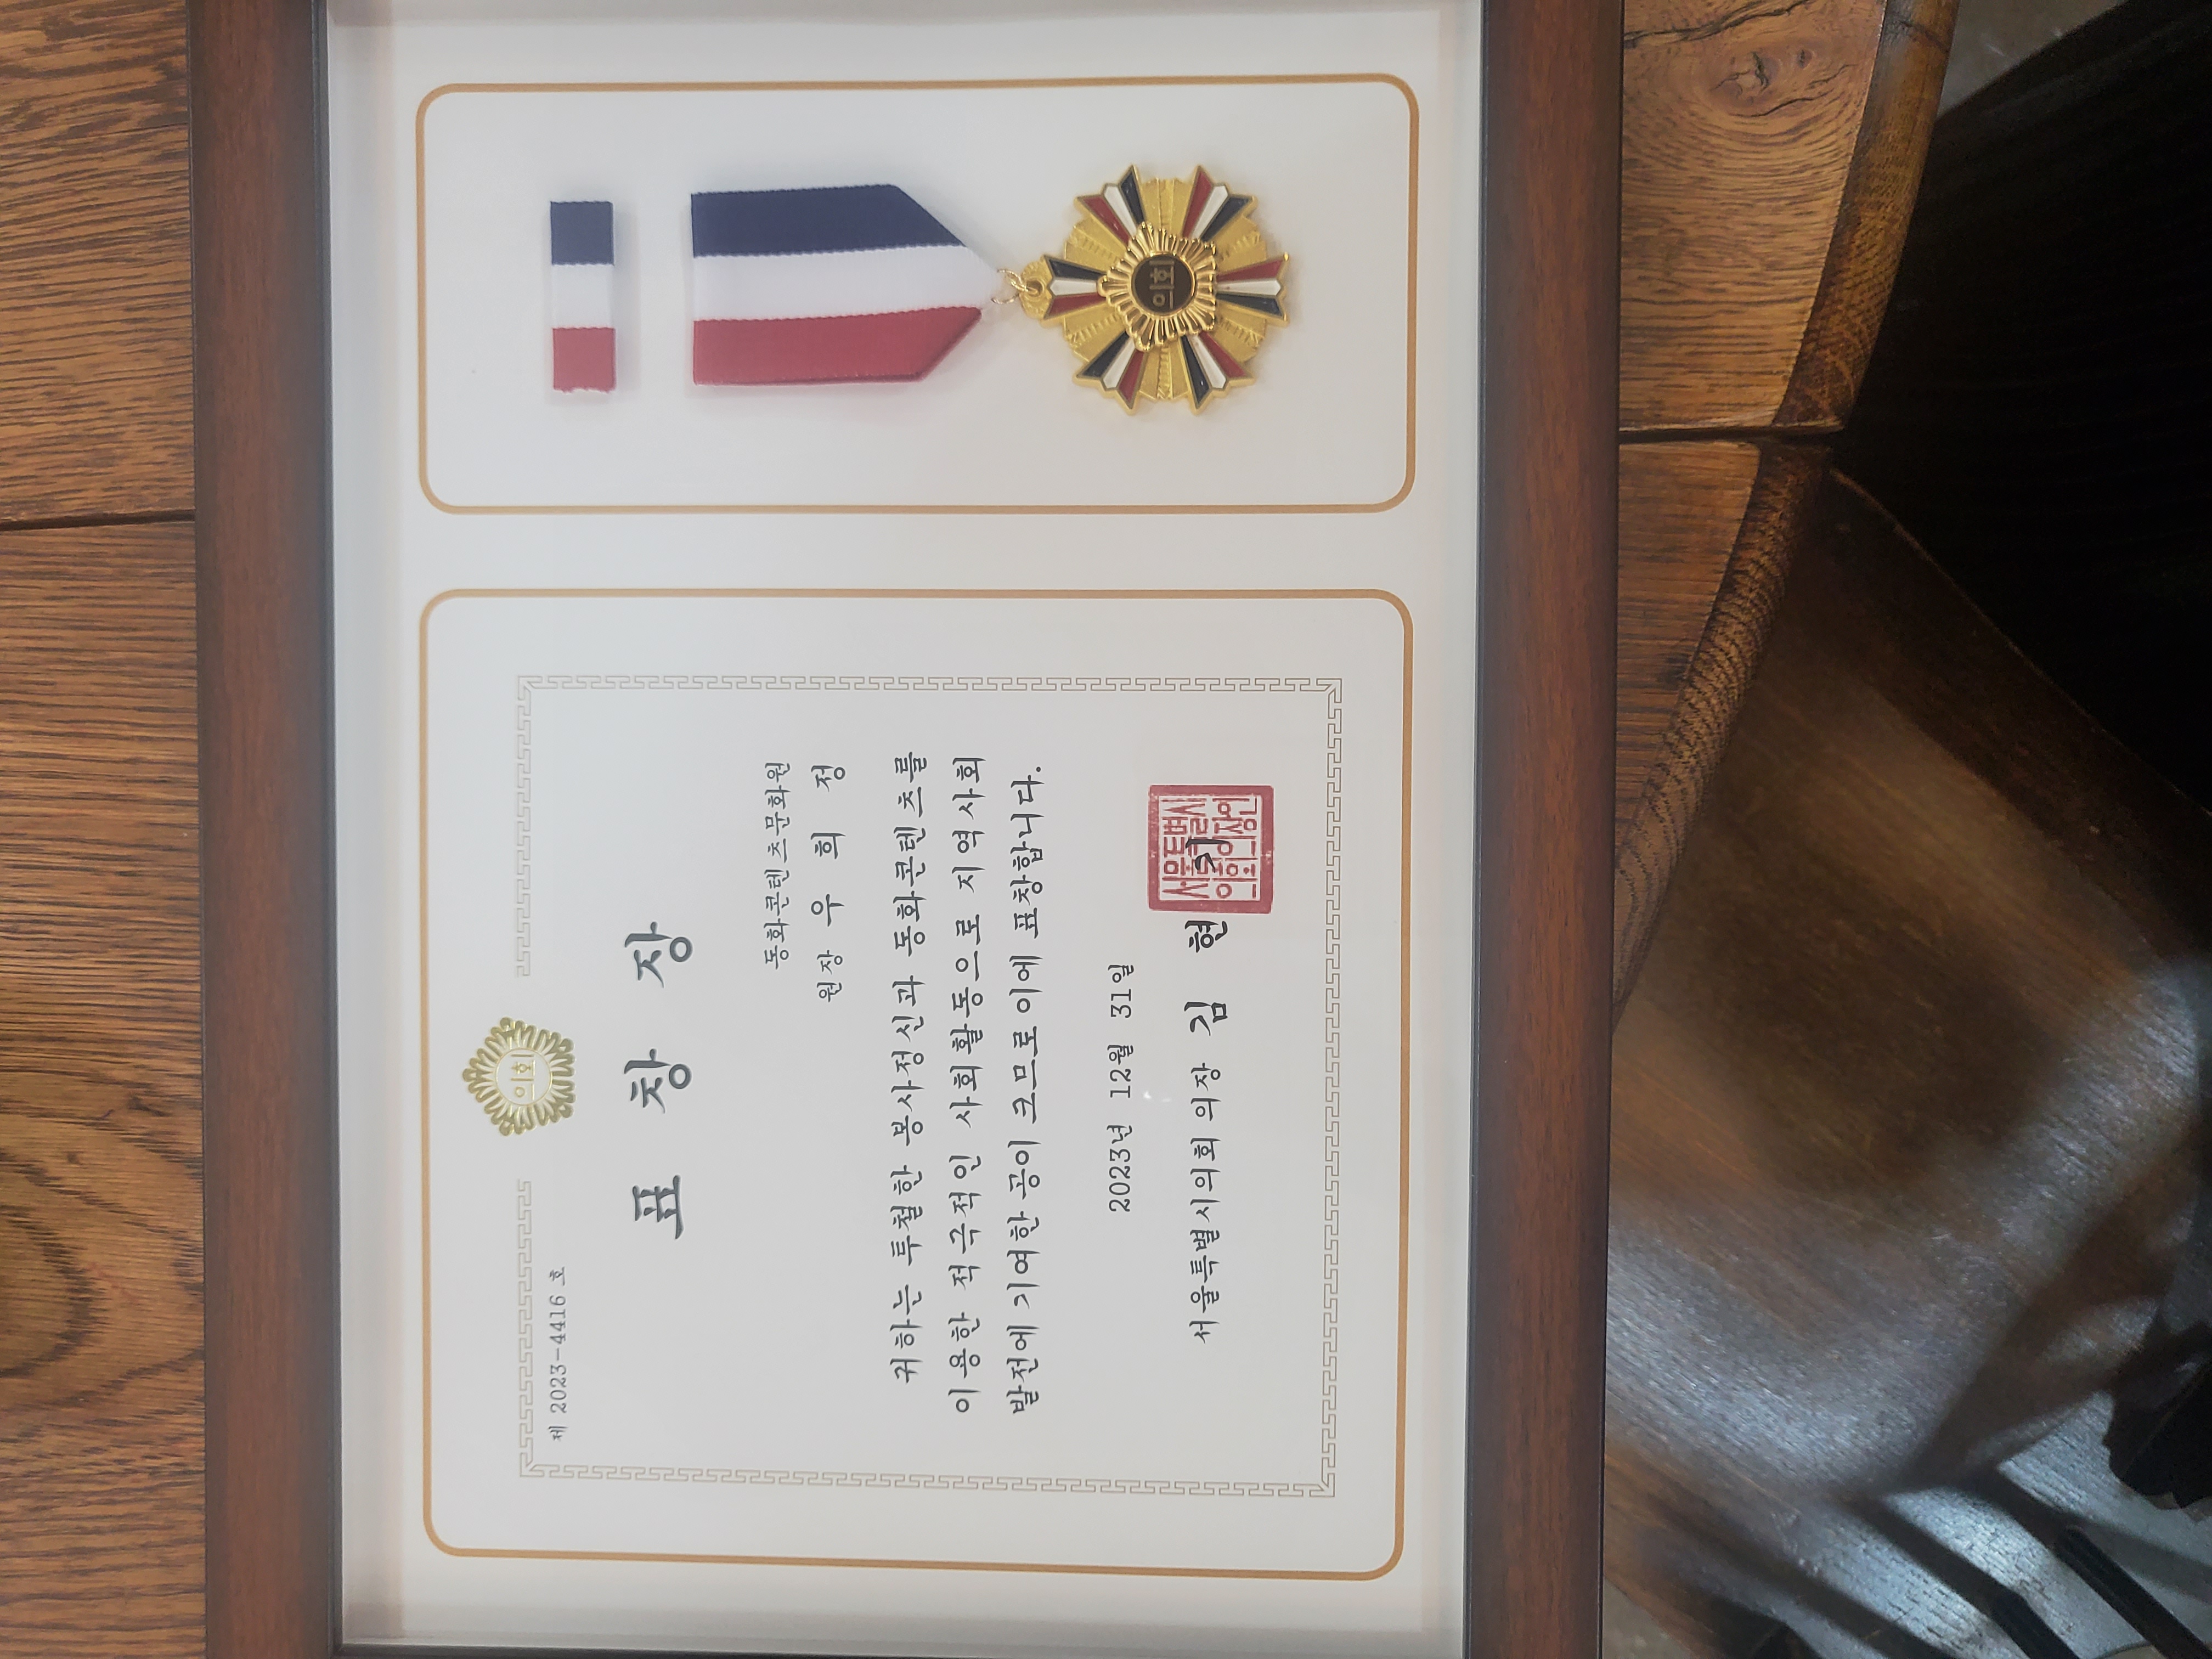 제 2023-4416 호
의회
표 창 장
동화콘텐츠문화원
원장 우 희 정
귀하는 투철한 봉사정신과 동화콘텐츠를
이용한 적극적인 사회활동으로 지역사회
발전에 기여한 공이 크므로 이에 표창합니다.
2023년 12월 31일
서울특별시의회 의장 김 현 기
서울특별시
의회의장인
의회